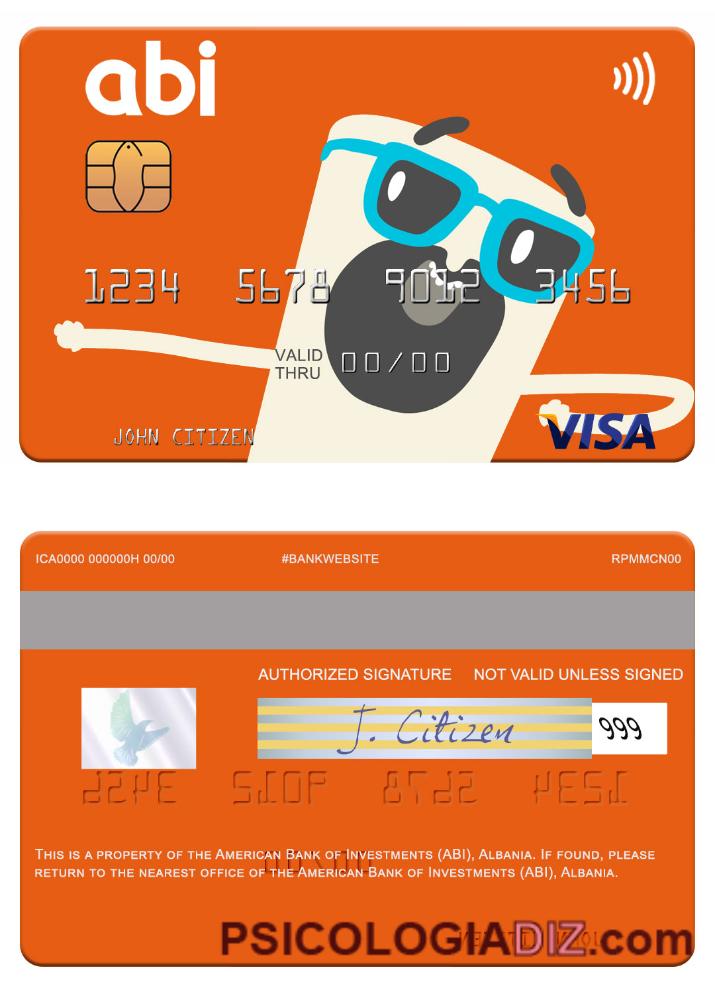 abi
1234 5678 9012 3456
VALID
THRU 00/00
JOHN CITIZEN
VISA
ICA0000 000000H 00/00 #BANKWEBSITE RPMMCN00
AUTHORIZED SIGNATURE NOT VALID UNLESS SIGNED
J. Citizen 999
THIS IS A PROPERTY OF THE AMERICAN BANK OF INVESTMENTS (ABI), ALBANIA. IF FOUND, PLEASE
RETURN TO THE NEAREST OFFICE OF THE AMERICAN BANK OF INVESTMENTS (ABI), ALBANIA.
PSICOLOGIADIZ.com